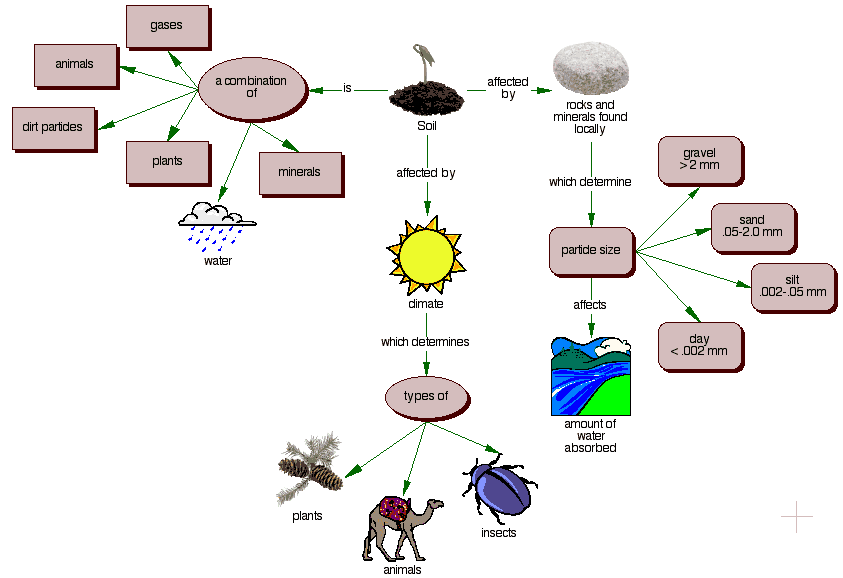 gases
animals
a combination
of
is
Soil
affected
by
rocks and
minerals found
locally
dirt particles
plants
minerals
water
affected by
climate
which determines
types of
plants
animals
insects
which determine
particle size
gravel
> 2 mm
sand
.05-2.0 mm
silt
.002-.05 mm
clay
< .002 mm
affects
amount of
water
absorbed